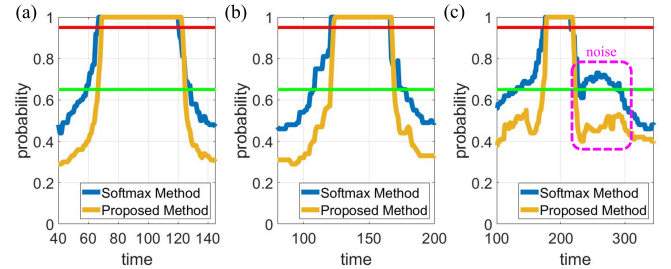 (a)
1
0.8
0.6
0.4
0.2
0
probability
Softmax Method
Proposed Method
40 60 80 100 120 140
time
(b)
1
0.8
0.6
0.4
0.2
0
probability
Softmax Method
Proposed Method
100 150 200
time
(c)
1
0.8
0.6
0.4
0.2
0
probability
noise
Softmax Method
Proposed Method
100 200 300
time